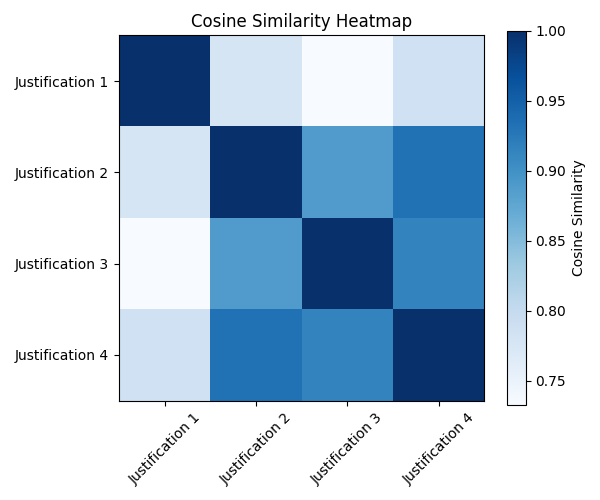 Cosine Similarity Heatmap
Justification 1
Justification 2
Justification 3
Justification 4
Justification 1
Justification 2
Justification 3
Justification 4
1.00
0.95
0.90
0.85
0.80
0.75
Cosine Similarity